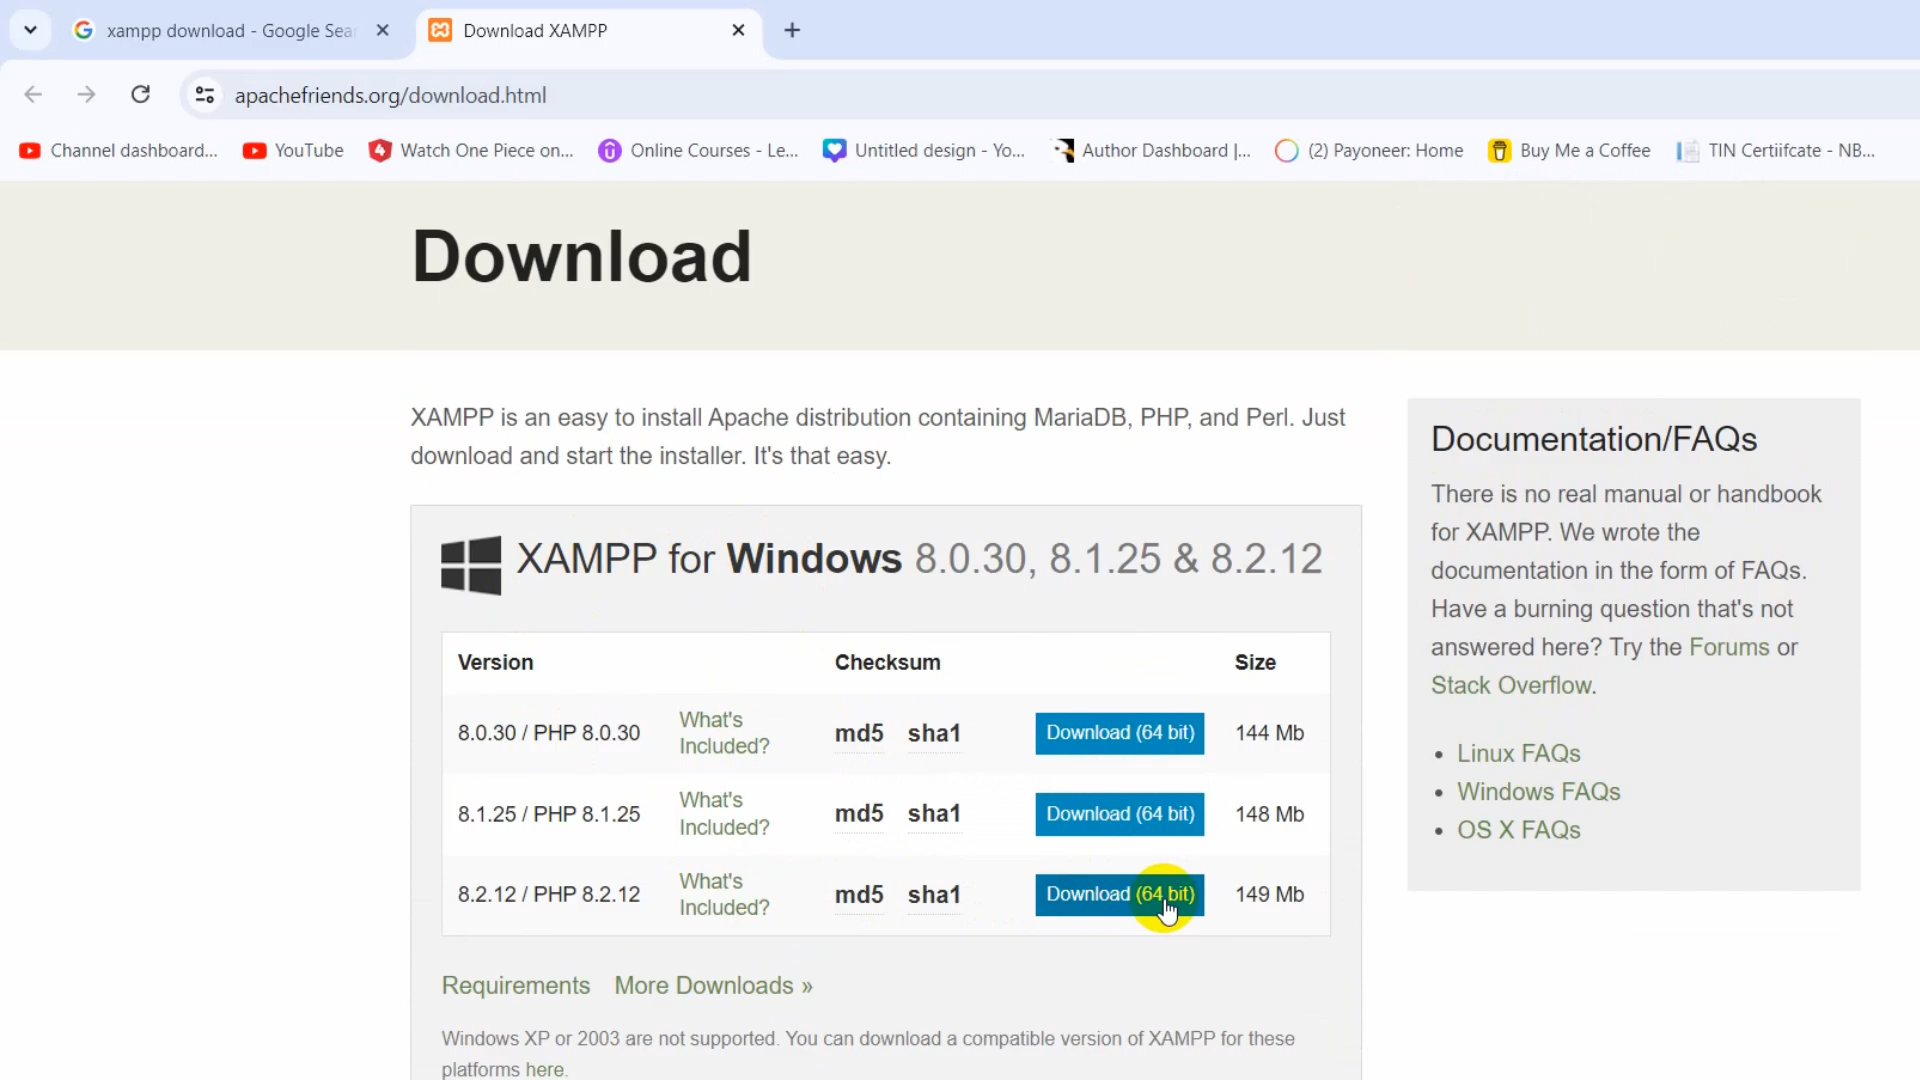 xampp download - Google Sea
Download XAMPP
apachefriends.org/download.html
Channel dashboard...
YouTube
Watch One Piece on...
Online Courses - Le...
Untitled design - Yo...
Author Dashboard |...
(2) Payoneer: Home
Buy Me a Coffee
TIN Certiifcate - NB...
Download
XAMPP is an easy to install Apache distribution containing MariaDB, PHP, and Perl. Just
download and start the installer. It's that easy.
XAMPP for Windows 8.0.30, 8.1.25 & 8.2.12
Version Checksum Size
8.0.30 / PHP 8.0.30 What's Included? md5 sha1 Download (64 bit) 144 Mb
8.1.25 / PHP 8.1.25 What's Included? md5 sha1 Download (64 bit) 148 Mb
8.2.12 / PHP 8.2.12 What's Included? md5 sha1 Download (64 bit) 149 Mb
Requirements More Downloads »
Windows XP or 2003 are not supported. You can download a compatible version of XAMPP for these
platforms here.
Documentation/FAQs
There is no real manual or handbook
for XAMPP. We wrote the
documentation in the form of FAQs.
Have a burning question that's not
answered here? Try the Forums or
Stack Overflow.
• Linux FAQs
• Windows FAQs
• OS X FAQs